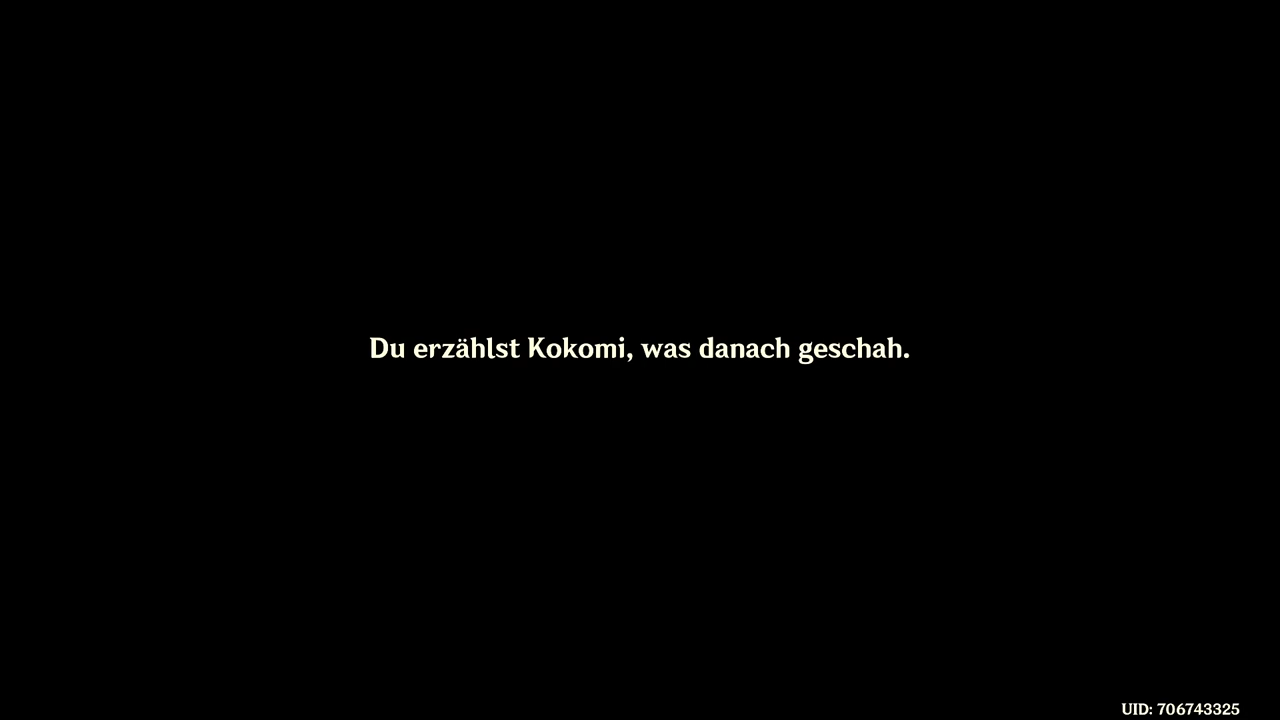 Du erzählst Kokomi, was danach geschah.
UID: 706743325